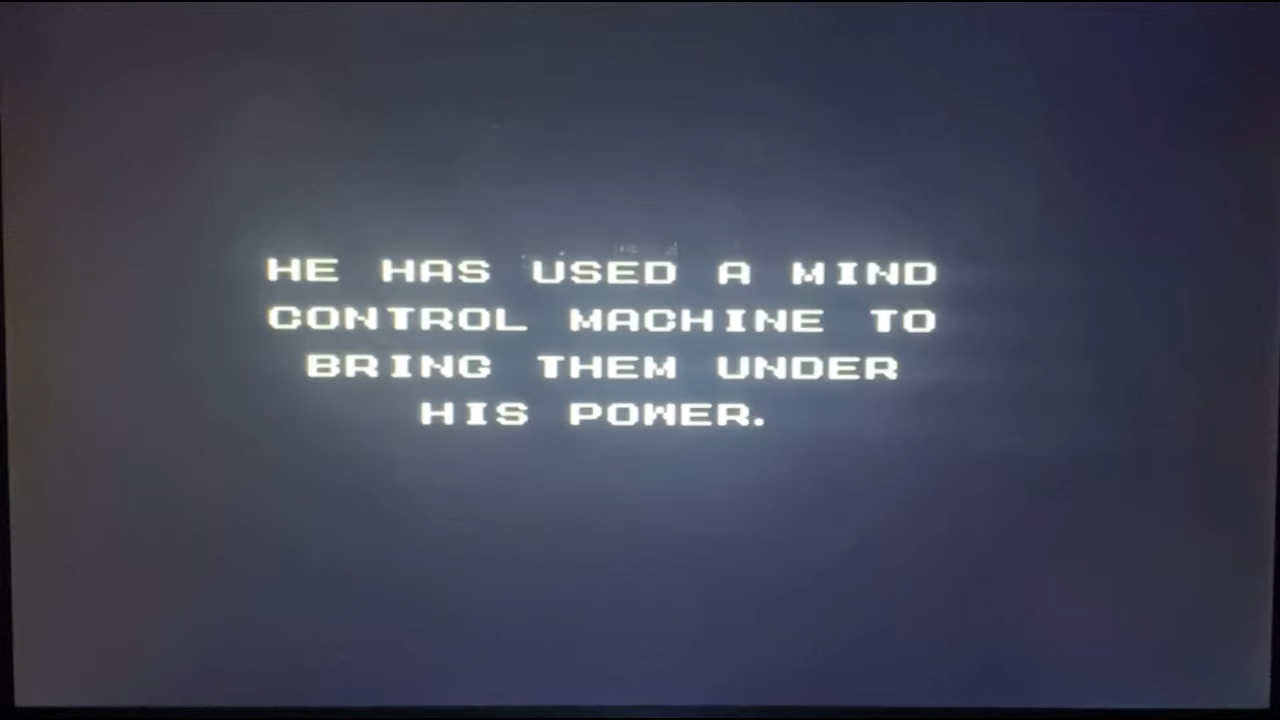 HE HAS USED A MIND
CONTROL MACHINE TO
BRING THEM UNDER
HIS POWER.